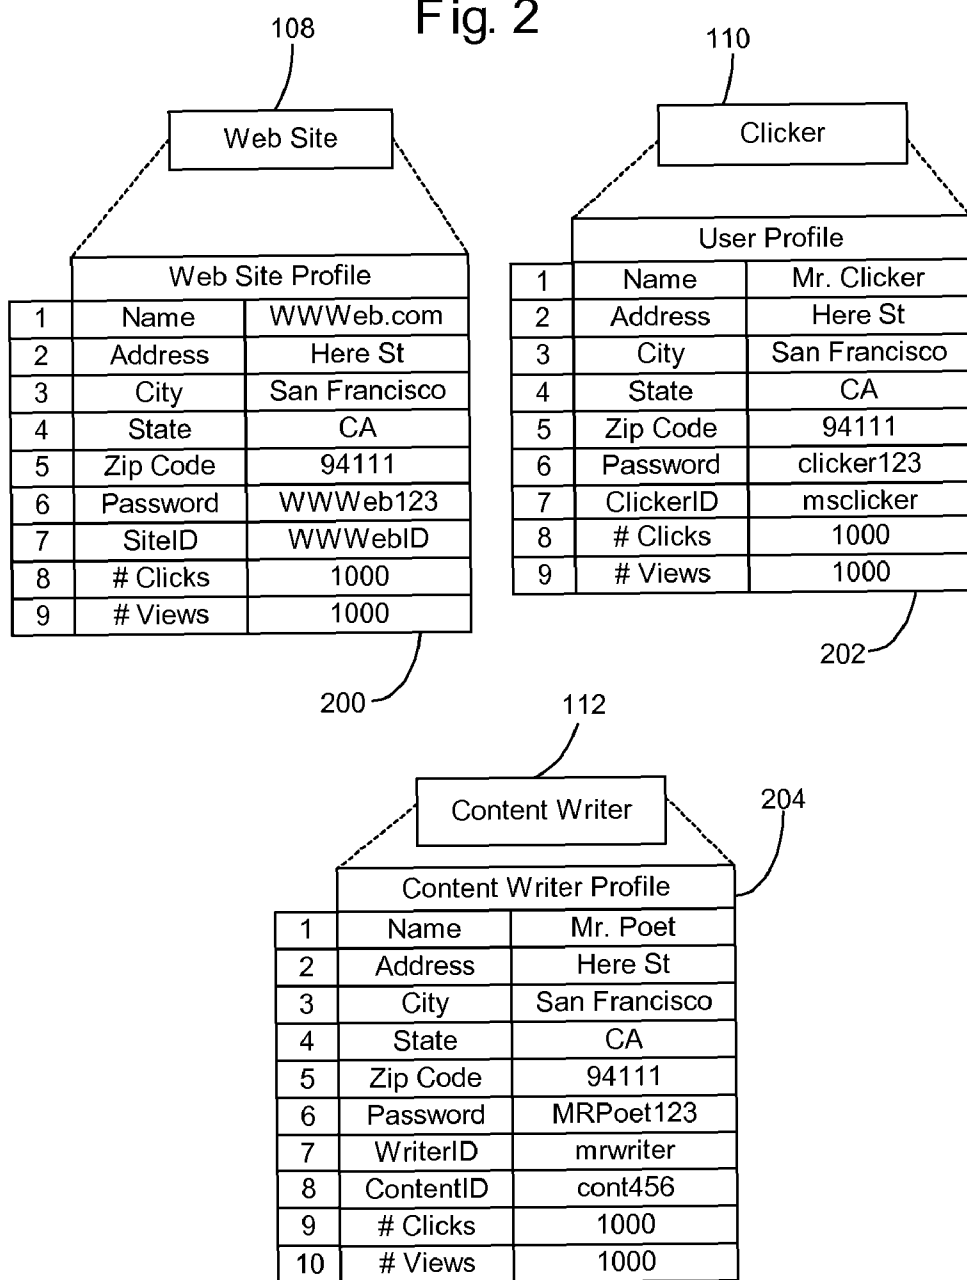 Fig. 2
108
Web Site
Web Site Profile
1 Name WWWeb.com
2 Address Here St
3 City San Francisco
4 State CA
5 Zip Code 94111
6 Password WWWeb123
7 SiteID WWWebID
8 # Clicks 1000
9 # Views 1000
200
110
Clicker
User Profile
1 Name Mr. Clicker
2 Address Here St
3 City San Francisco
4 State CA
5 Zip Code 94111
6 Password clicker123
7 ClickerID msclicker
8 # Clicks 1000
9 # Views 1000
202
112
Content Writer
204
Content Writer Profile
1 Name Mr. Poet
2 Address Here St
3 City San Francisco
4 State CA
5 Zip Code 94111
6 Password MRPoet123
7 WriterID mrwriter
8 ContentID cont456
9 # Clicks 1000
10 # Views 1000